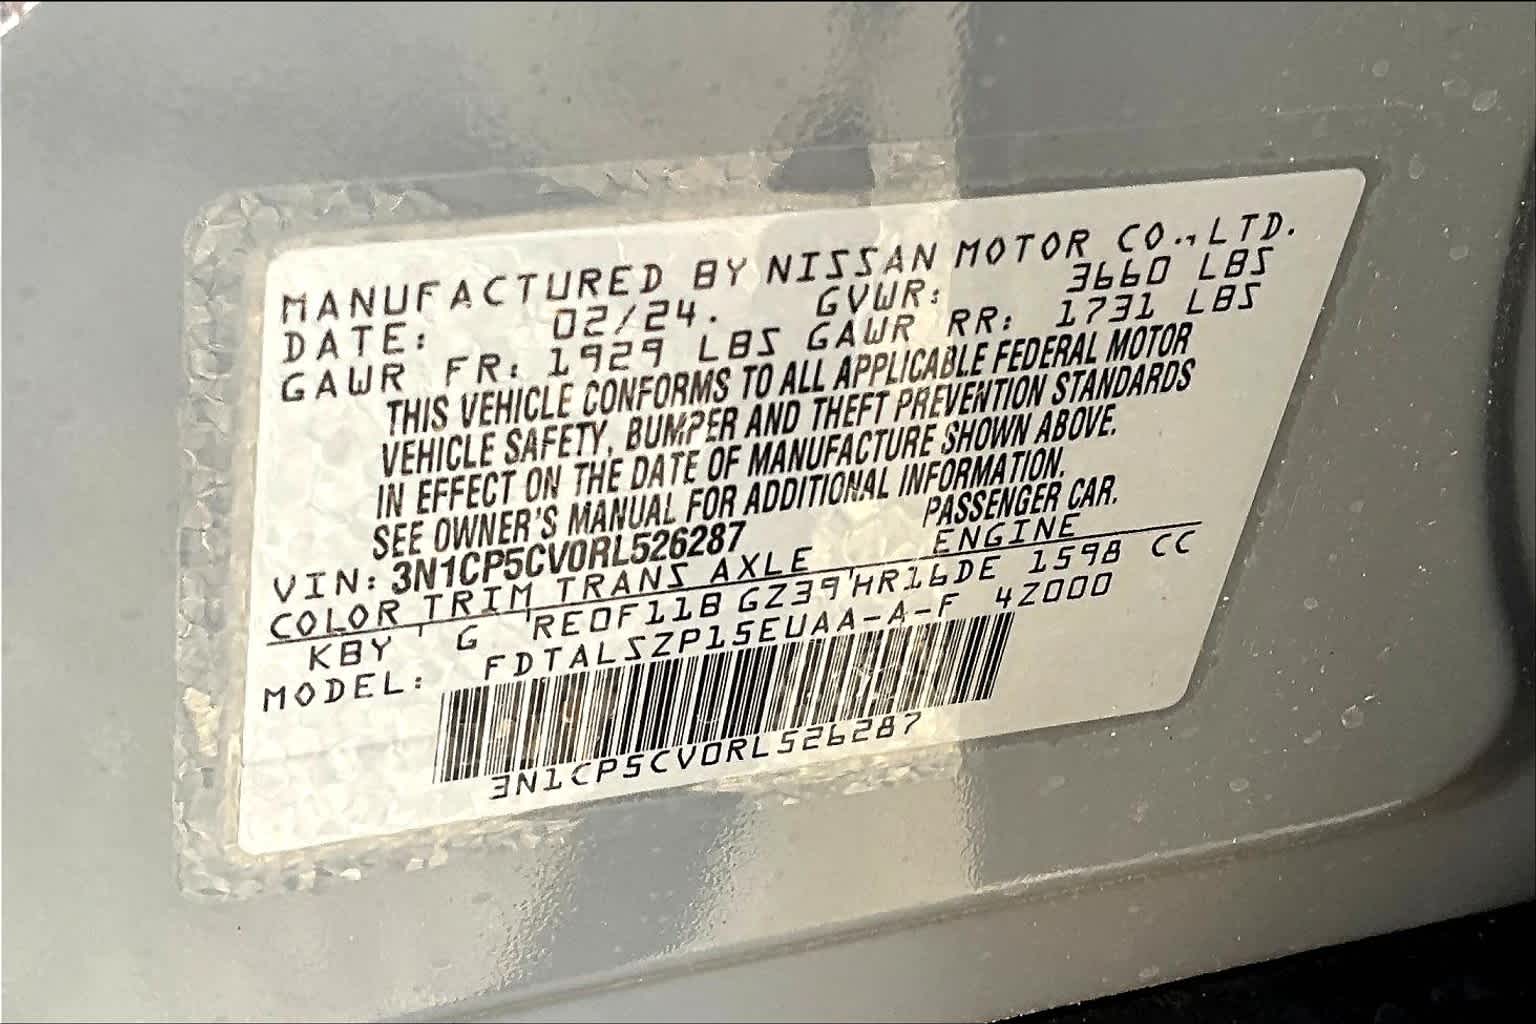 MANUFACTURED BY NISSAN MOTOR CO., LTD.
DATE: 02/24. GVWR: 3660 LBS
GAWR FR: 1929 LBS GAWR RR: 1731 LBS
THIS VEHICLE CONFORMS TO ALL APPLICABLE FEDERAL MOTOR
VEHICLE SAFETY, BUMPER AND THEFT PREVENTION STANDARDS
IN EFFECT ON THE DATE OF MANUFACTURE SHOWN ABOVE.
SEE OWNER'S MANUAL FOR ADDITIONAL INFORMATION.
VIN: 3N1CP5CV0RL526287 PASSENGER CAR.
COLOR TRIM TRANS AXLE ENGINE
KBY G RE0F11B GZ39 HR16DE 1598 CC
MODEL: FDTALSZP15EUAA-A-F 4Z000
3N1CP5CV0RL526287